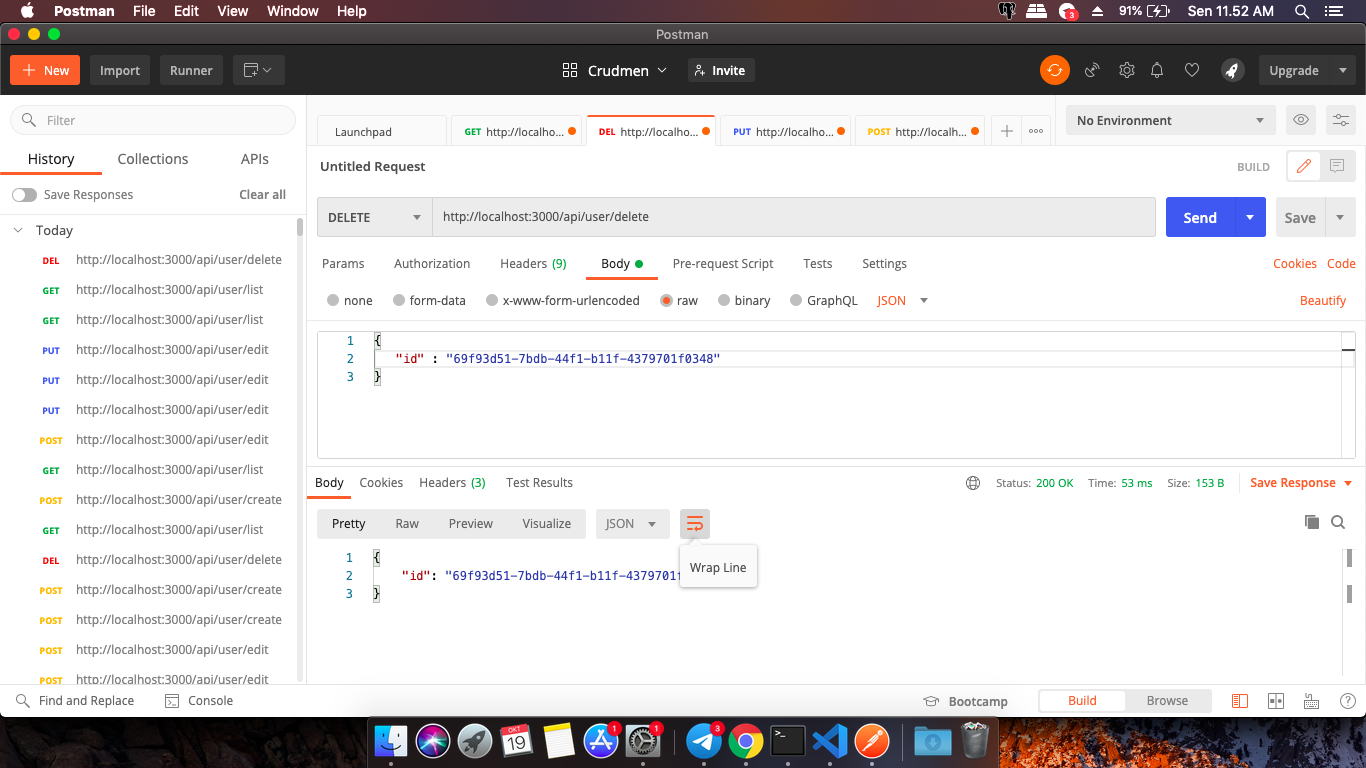 Postman File Edit View Window Help 3 91% Sen 11.52 AM
Postman
New Import Runner Crudmen Invite Upgrade
Filter
Launchpad GET http://localho... DEL http://localho... PUT http://localho... POST http://localh... No Environment
History Collections APIs
Untitled Request BUILD
Save Responses Clear all
DELETE http://localhost:3000/api/user/delete Send Save
Today
DEL http://localhost:3000/api/user/delete
GET http://localhost:3000/api/user/list
GET http://localhost:3000/api/user/list
PUT http://localhost:3000/api/user/edit
PUT http://localhost:3000/api/user/edit
PUT http://localhost:3000/api/user/edit
POST http://localhost:3000/api/user/edit
GET http://localhost:3000/api/user/list
POST http://localhost:3000/api/user/create
GET http://localhost:3000/api/user/list
DEL http://localhost:3000/api/user/delete
POST http://localhost:3000/api/user/create
POST http://localhost:3000/api/user/create
POST http://localhost:3000/api/user/edit
POST http://localhost:3000/api/user/edit
Params Authorization Headers (9) Body Pre-request Script Tests Settings Cookies Code
none form-data x-www-form-urlencoded raw binary GraphQL JSON Beautify
1 {
2 "id" : "69f93d51-7bdb-44f1-b11f-4379701f0348"
3 }
Body Cookies Headers (3) Test Results Status: 200 OK Time: 53 ms Size: 153 B Save Response
Pretty Raw Preview Visualize JSON
1 {
2 "id": "69f93d51-7bdb-44f1-b11f-4379701f
3 }
Wrap Line
Find and Replace Console Bootcamp Build Browse
OKT
19 1 1 3